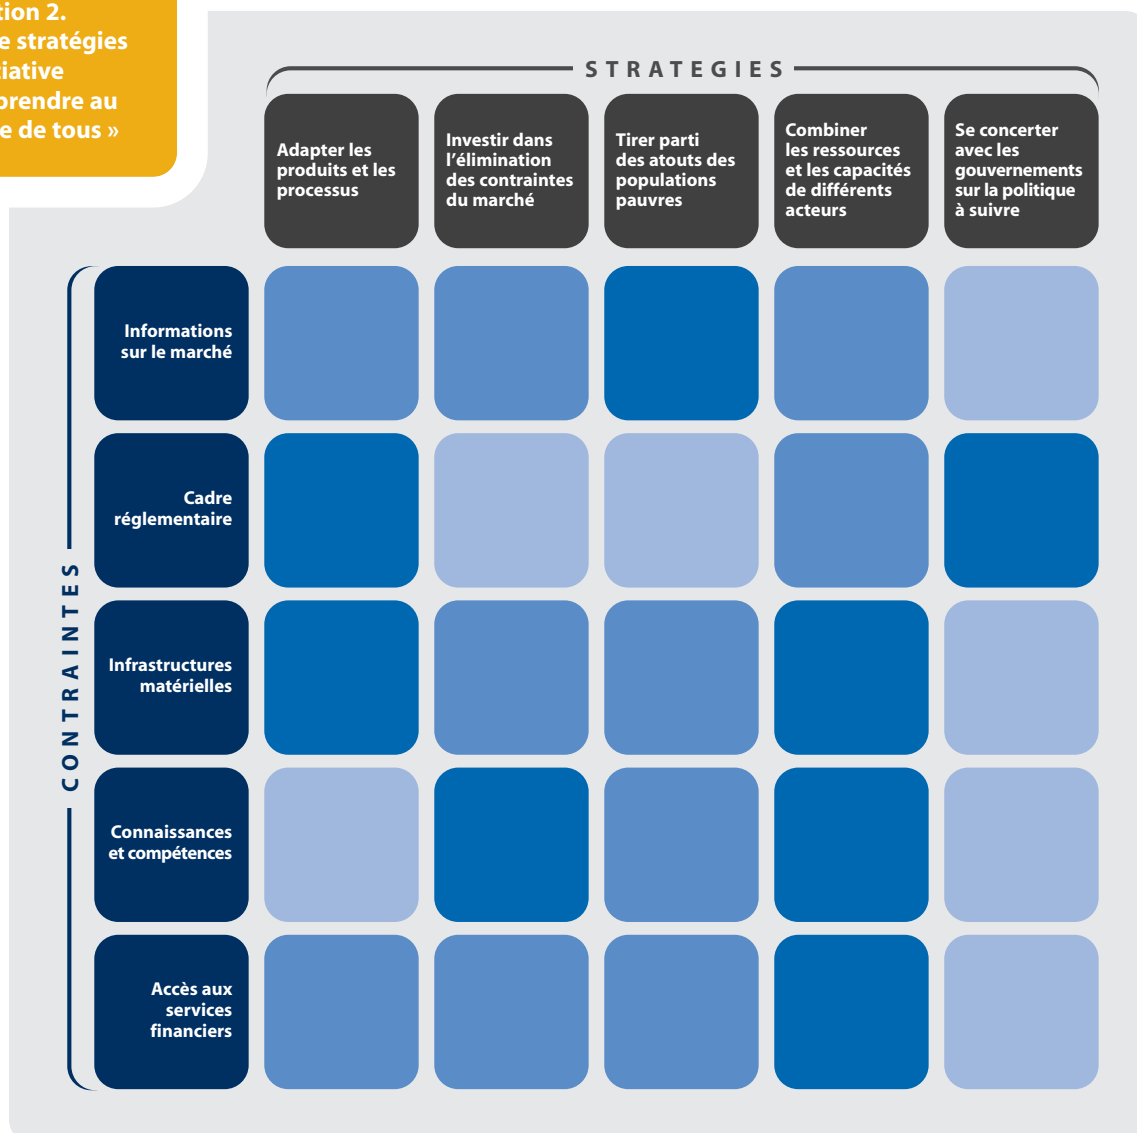 tion 2.
e stratégies
tiative
prendre au
e de tous »
STRATEGIES
Adapter les
produits et les
processus
Investir dans
l’élimination
des contraintes
du marché
Tirer parti
des atouts des
populations
pauvres
Combiner
les ressources
et les capacités
de différents
acteurs
Se concerter
avec les
gouvernements
sur la politique
à suivre
CONTRAINTES
Informations
sur le marché
Cadre
réglementaire
Infrastructures
matérielles
Connaissances
et compétences
Accès aux
services
financiers